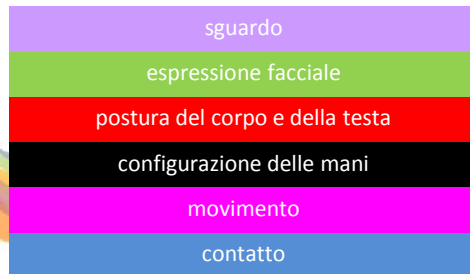 sguardo
espressione facciale
postura del corpo e della testa
configurazione delle mani
movimento
contatto